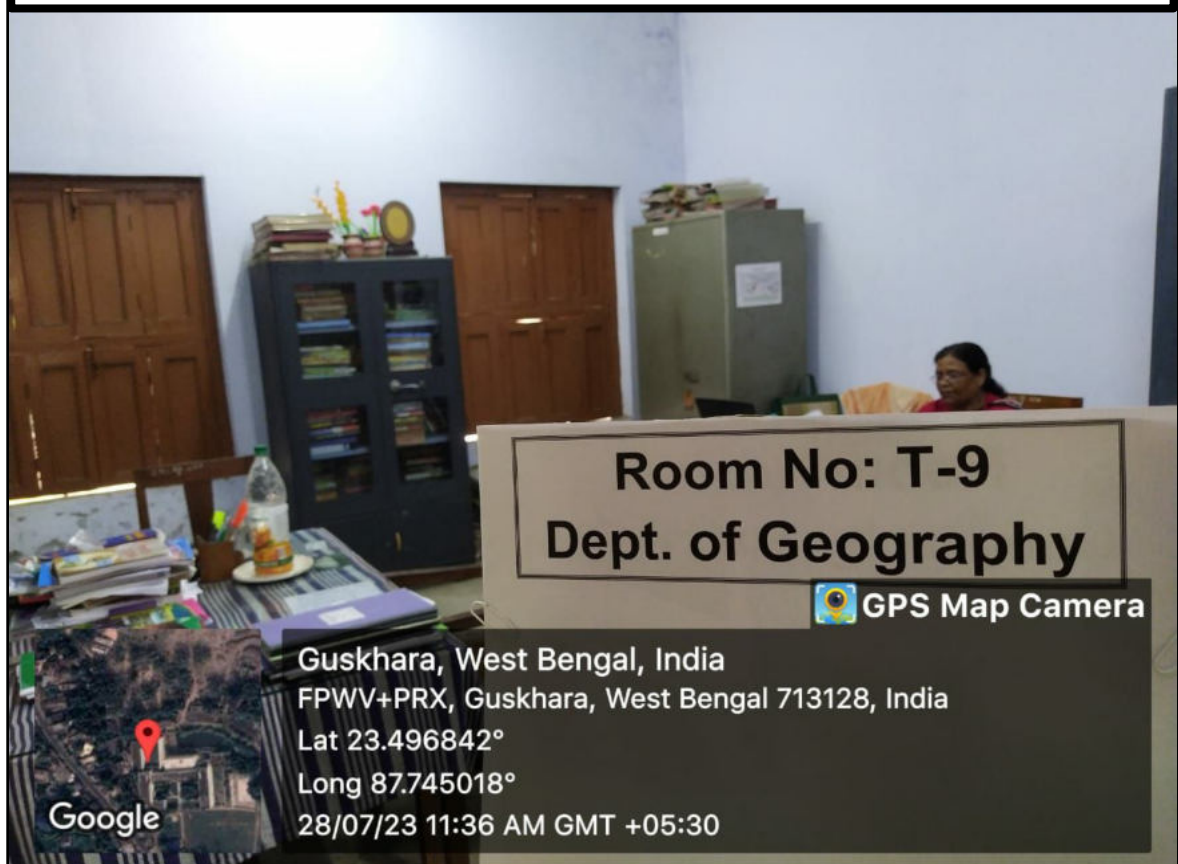 Room No: T-9
Dept. of Geography
GPS Map Camera
Guskhara, West Bengal, India
FPWV+PRX, Guskhara, West Bengal 713128, India
Lat 23.496842°
Long 87.745018°
28/07/23 11:36 AM GMT +05:30
Google